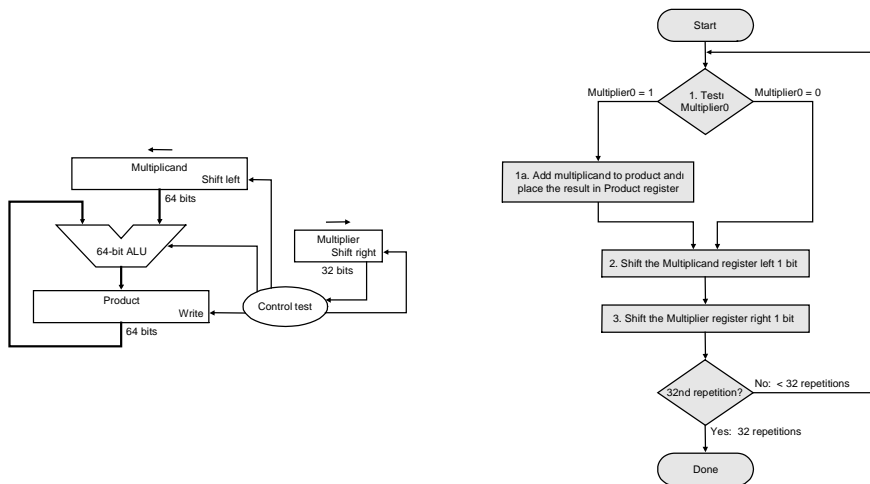 Multiplicand
Shift left
64 bits
64-bit ALU
Product
Write
64 bits
Multiplier
Shift right
32 bits
Control test
Start
Multiplier0 = 1
1. Testı
Multiplier0
Multiplier0 = 0
1a. Add multiplicand to product andı
place the result in Product register
2. Shift the Multiplicand register left 1 bit
3. Shift the Multiplier register right 1 bit
32nd repetition?
No: < 32 repetitions
Yes: 32 repetitions
Done